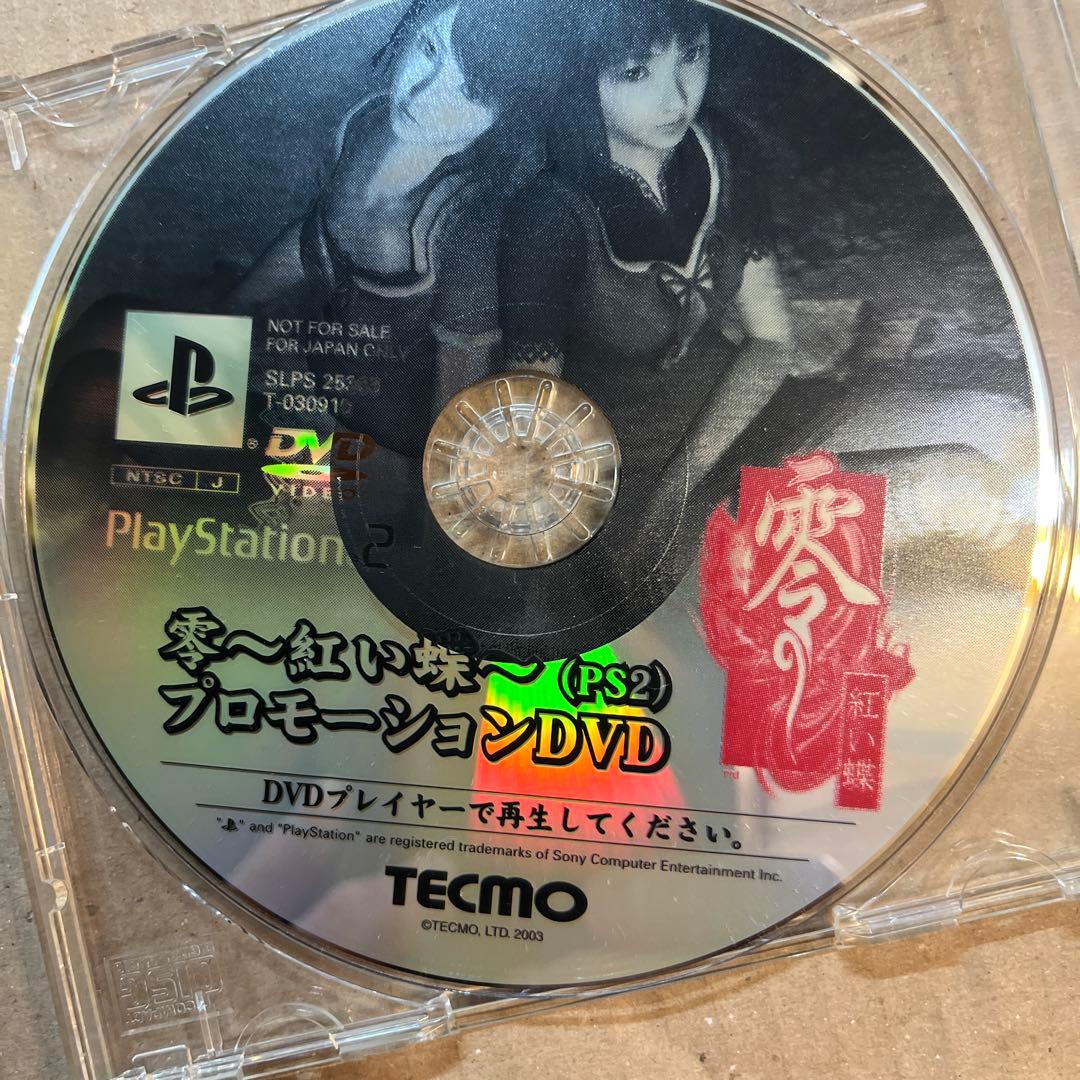 NOT FOR SALE
FOR JAPAN ONLY
SLPS
DVD
VIDEO
NTSC J
PlayStation 2
零〜紅い蝶〜(PS2)
プロモーションDVD
零
紅い蝶
DVDプレイヤーで再生してください。
" " and "PlayStation" are registered trademarks of Sony Computer Entertainment Inc.
TECMO
©TECMO, LTD. 2003